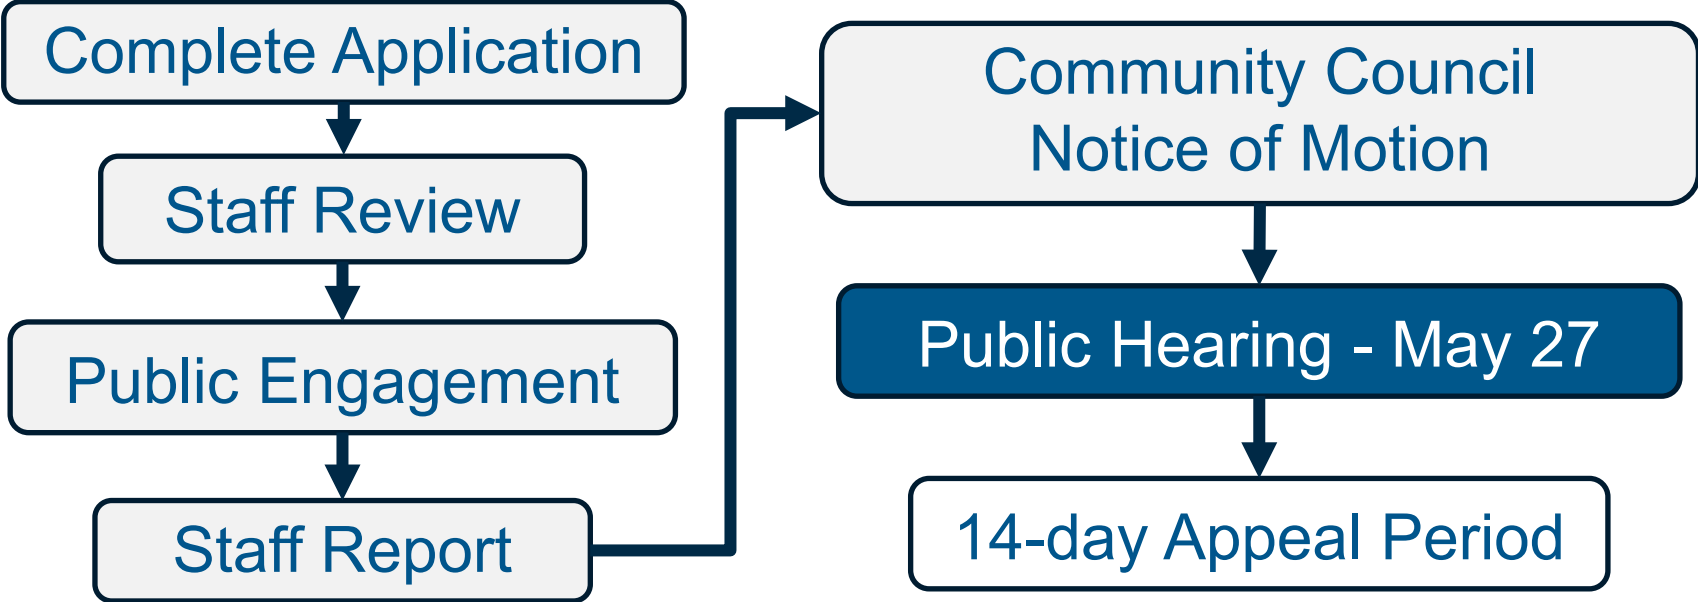 Complete Application
Staff Review
Public Engagement
Staff Report
Community Council
Notice of Motion
Public Hearing - May 27
14-day Appeal Period